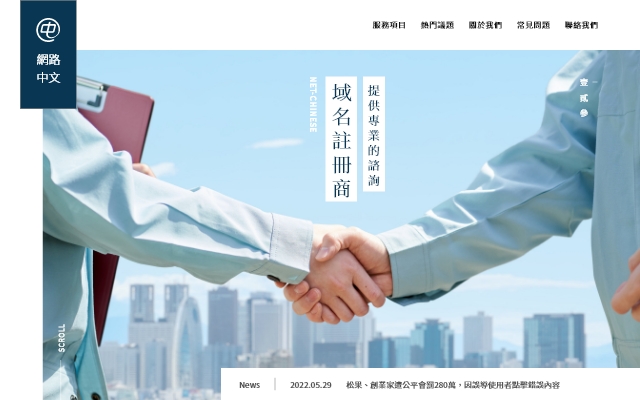 網路
中文
服務項目 熱門議題 關於我們 常見問題 聯絡我們
提供專業的諮詢
域名註冊商
NET-CHINESE
壹
貳
參
SCROLL
News 2022.05.29 松果、創業家遭公平會罰280萬，因誤導使用者點擊錯誤內容